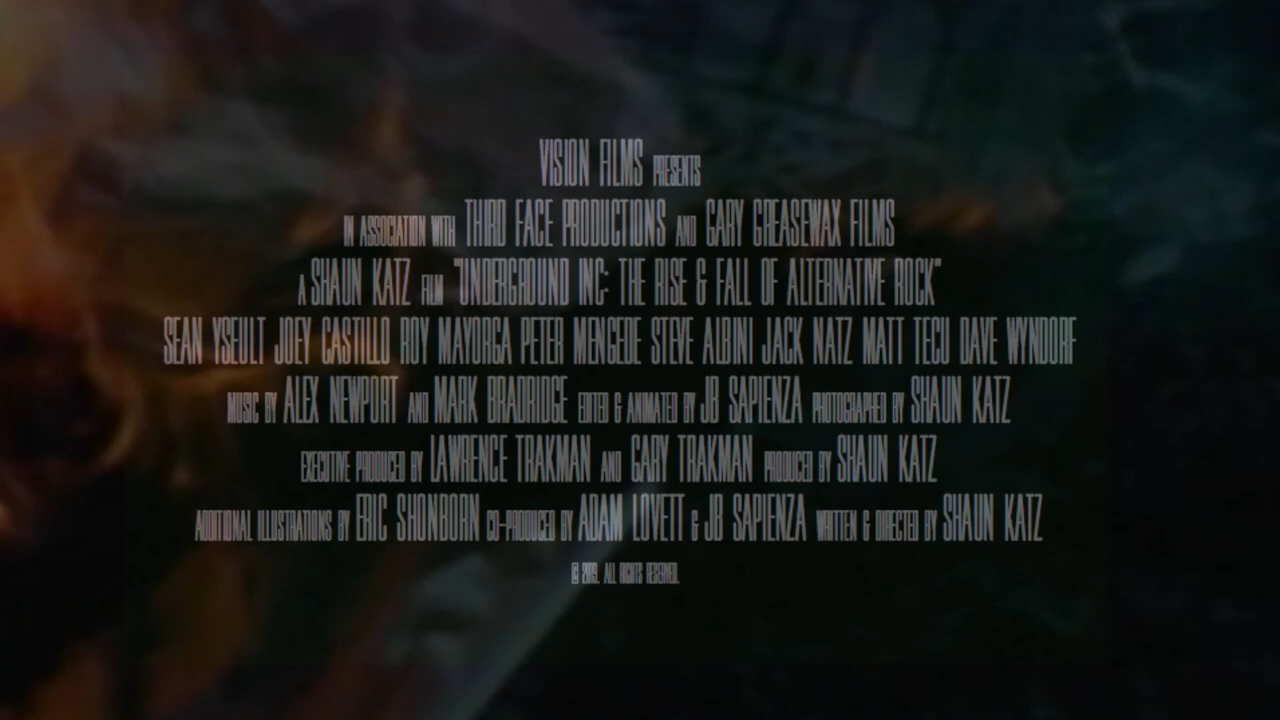 VISION FILMS PRESENTS
IN ASSOCIATION WITH THIRD FACE PRODUCTIONS AND GARY GREASEWAX FILMS
A SHAUN KATZ FILM "UNDERGROUND INC: THE RISE & FALL OF ALTERNATIVE ROCK"
SEAN YSEULT JOEY CASTILLO ROY MAYORGA PETER MENGEDE STEVE ALBINI JACK NATZ MATT TECU DAVE WYNDORF
MUSIC BY ALEX NEWPORT AND MARK BRADRIDGE EDITED & ANIMATED BY JB SAPIENZA PHOTOGRAPHED BY SHAUN KATZ
EXECUTIVE PRODUCED BY LAWRENCE TRAKMAN AND GARY TRAKMAN PRODUCED BY SHAUN KATZ
ADDITIONAL ILLUSTRATIONS BY ERIC SHONBORN CO-PRODUCED BY ADAM LOVETT & JB SAPIENZA WRITTEN & DIRECTED BY SHAUN KATZ
© 2019. ALL RIGHTS RESERVED.